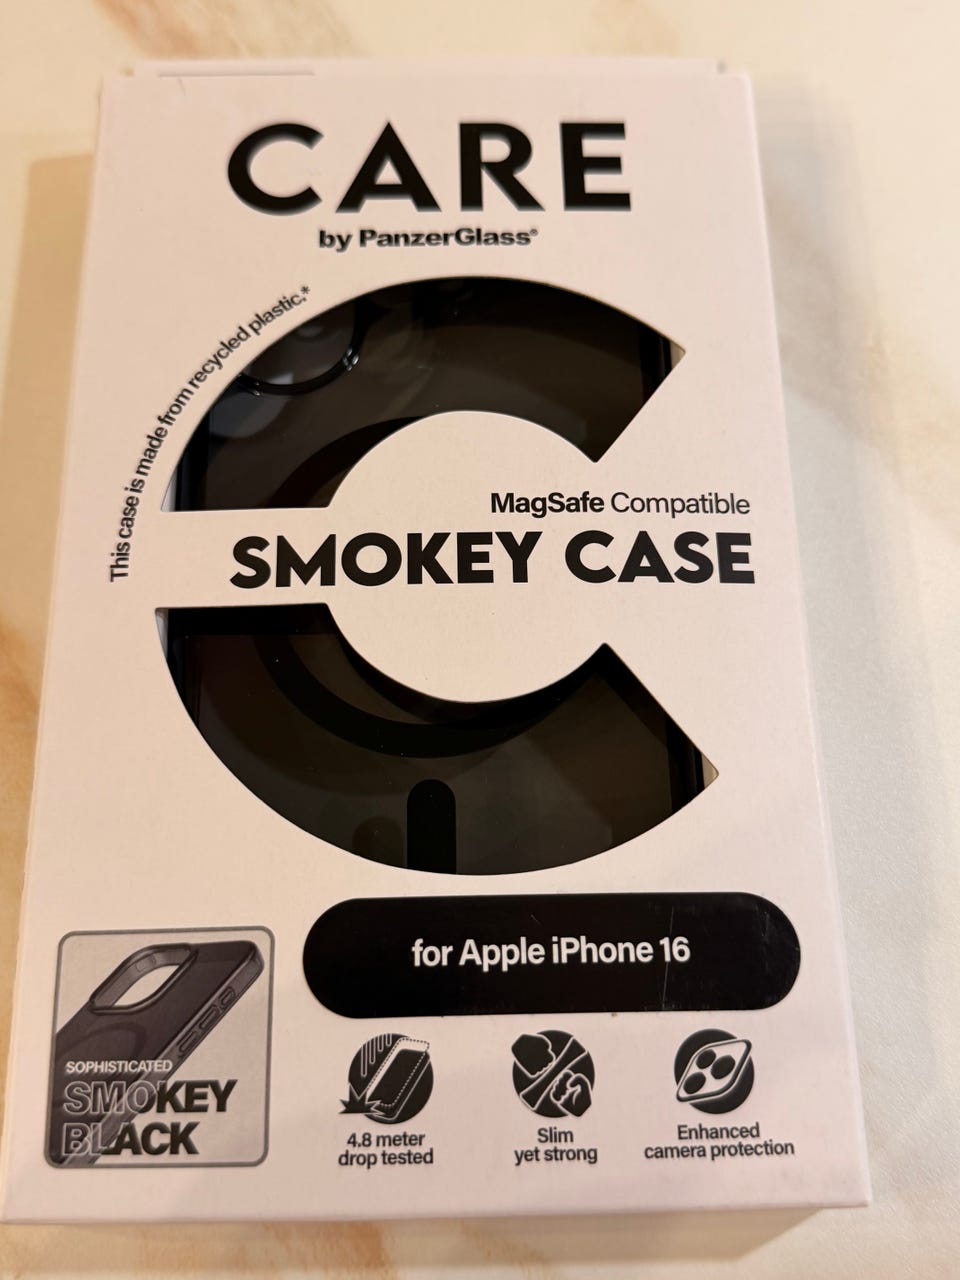 CARE
by PanzerGlass®
This case is made from recycled plastic.*
MagSafe Compatible
SMOKEY CASE
for Apple iPhone 16
SOPHISTICATED
SMOKEY
BLACK
4.8 meter
drop tested
Slim
yet strong
Enhanced
camera protection